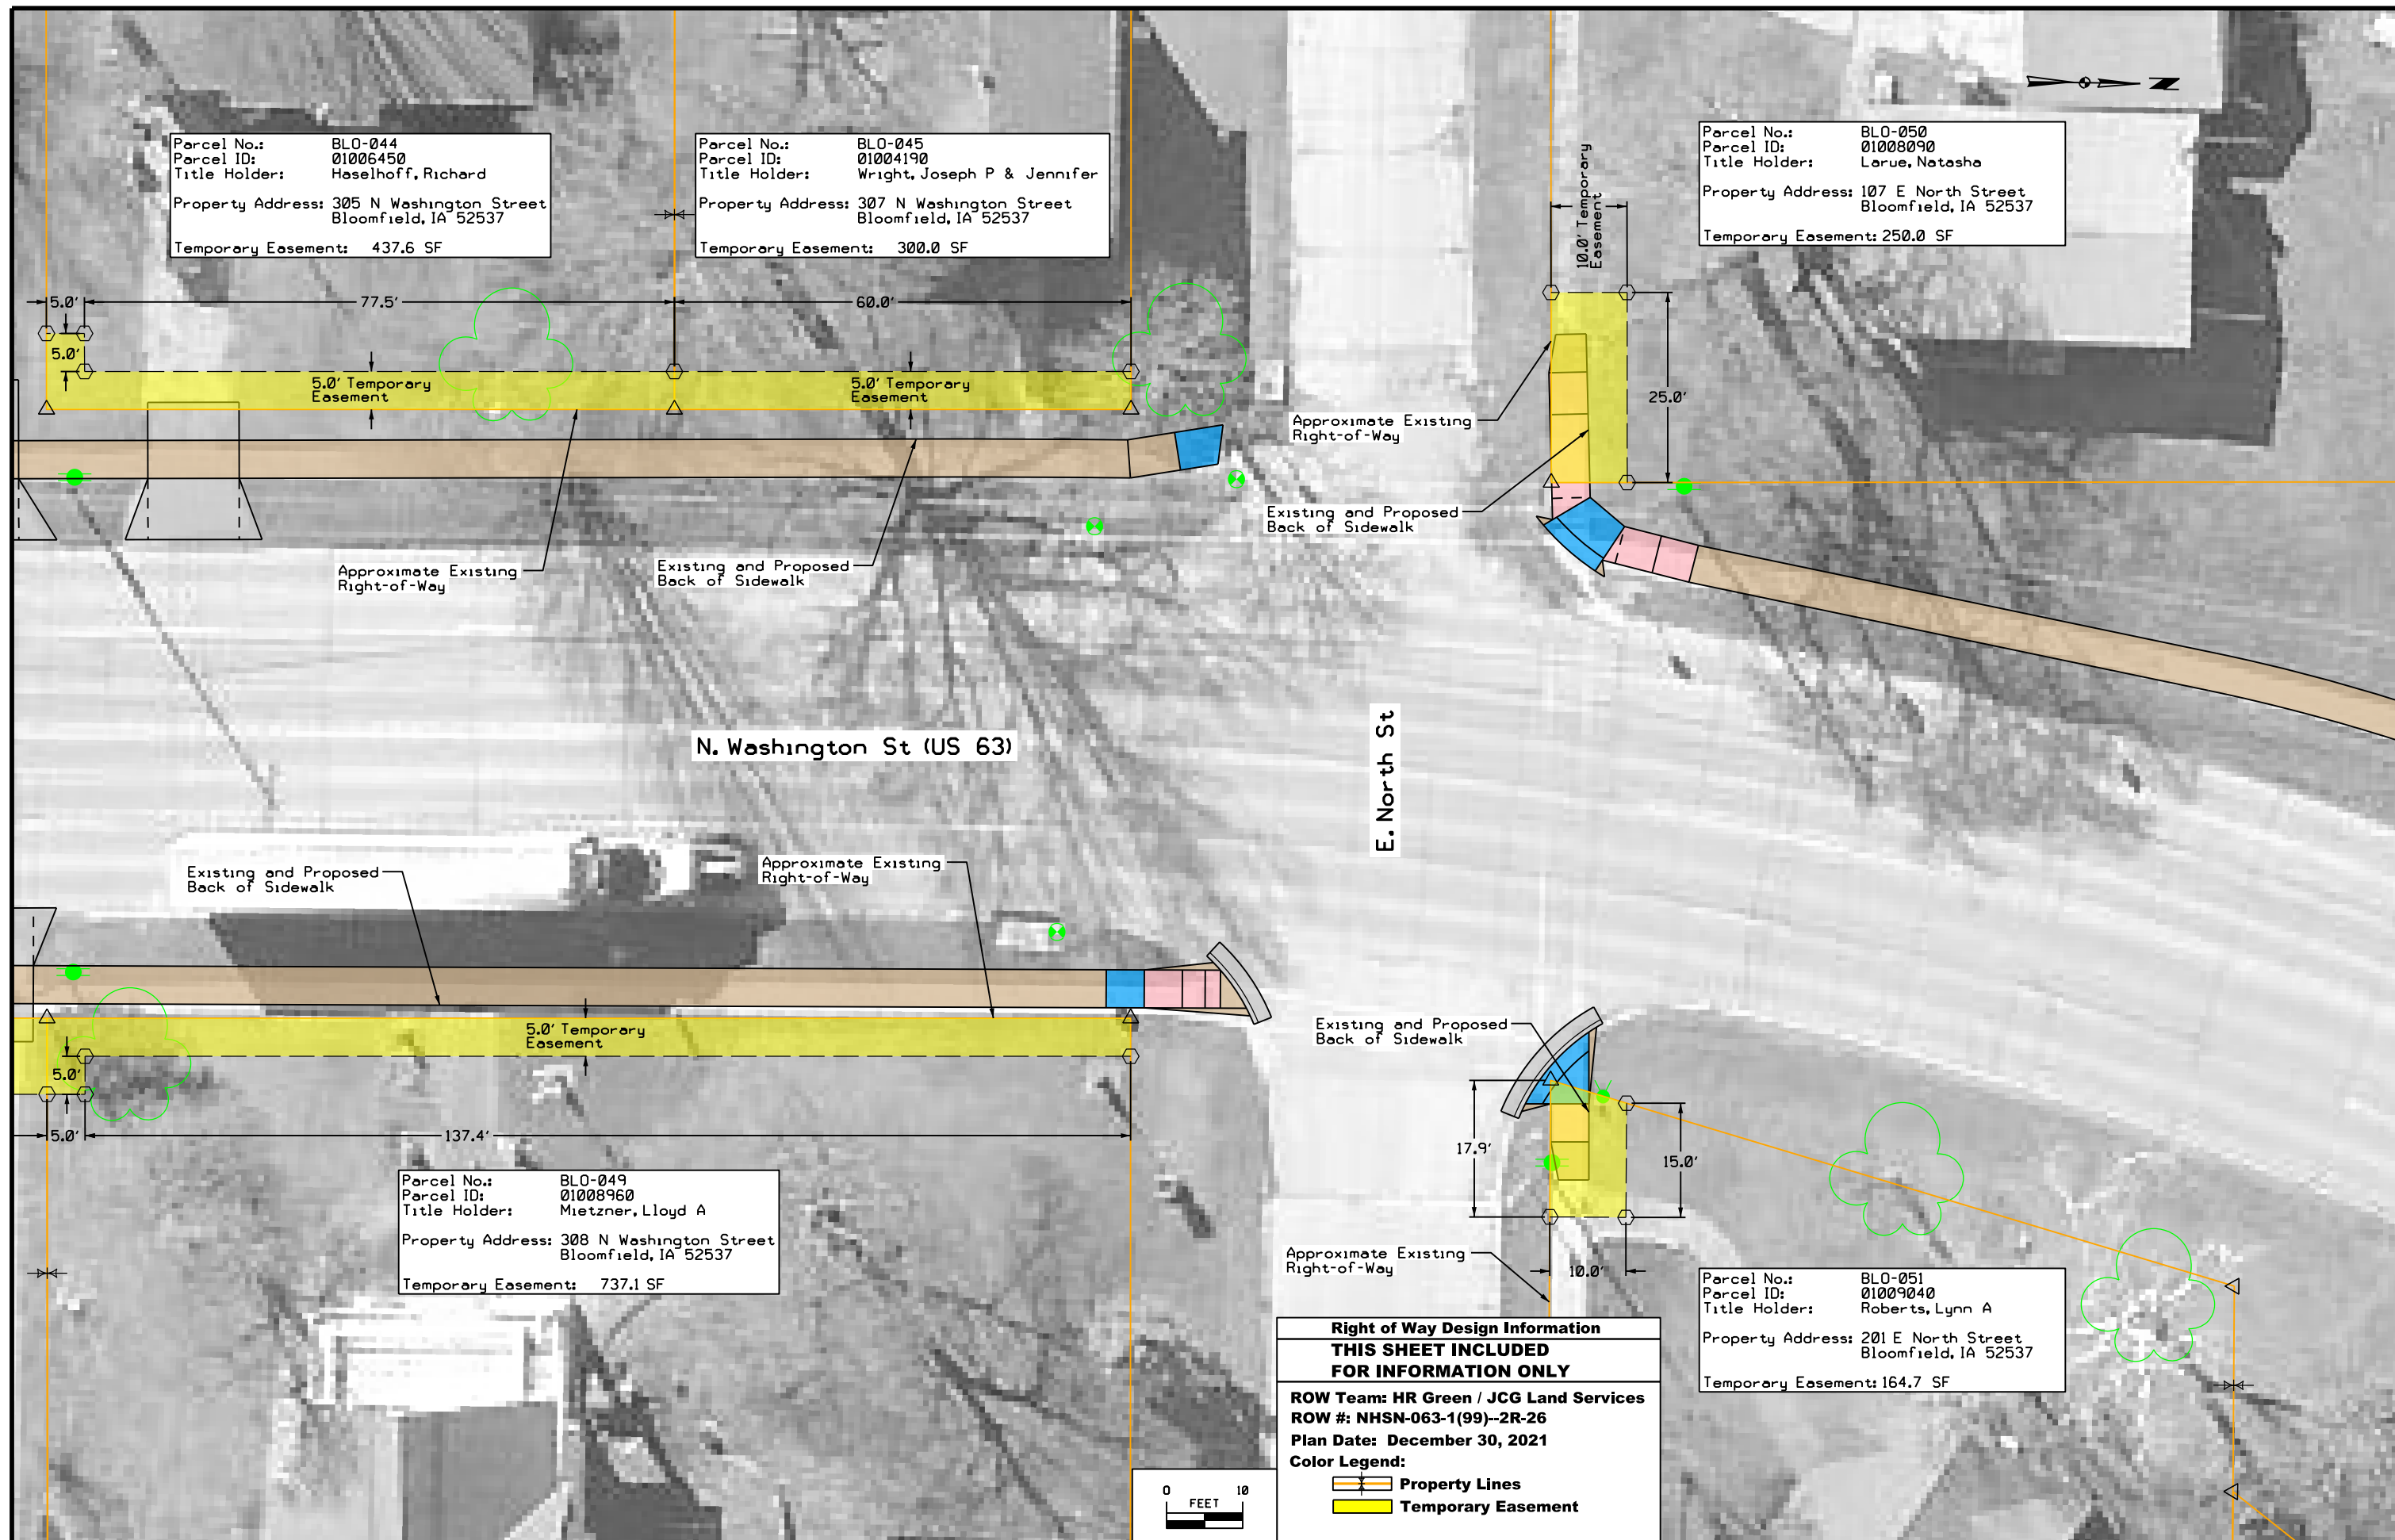 Parcel No.: BLO-044
Parcel ID: 01006450
Title Holder: Haselhoff, Richard
Property Address: 305 N Washington Street
Bloomfield, IA 52537
Temporary Easement: 437.6 SF
Parcel No.: BLO-045
Parcel ID: 01004190
Title Holder: Wright, Joseph P & Jennifer
Property Address: 307 N Washington Street
Bloomfield, IA 52537
Temporary Easement: 300.0 SF
10.0' Temporary
Easement
Parcel No.: BLO-050
Parcel ID: 01008090
Title Holder: Larue, Natasha
Property Address: 107 E North Street
Bloomfield, IA 52537
Temporary Easement: 250.0 SF
N
5.0'
77.5'
60.0'
5.0'
5.0' Temporary
Easement
5.0' Temporary
Easement
25.0'
Approximate Existing
Right-of-Way
Existing and Proposed
Back of Sidewalk
Approximate Existing
Right-of-Way
Existing and Proposed
Back of Sidewalk
N. Washington St (US 63)
E. North St
Existing and Proposed
Back of Sidewalk
Approximate Existing
Right-of-Way
5.0' Temporary
Easement
5.0'
5.0'
137.4'
Existing and Proposed
Back of Sidewalk
17.9'
15.0'
Approximate Existing
Right-of-Way
10.0'
Parcel No.: BLO-049
Parcel ID: 01008960
Title Holder: Mietzner, Lloyd A
Property Address: 308 N Washington Street
Bloomfield, IA 52537
Temporary Easement: 737.1 SF
Parcel No.: BLO-051
Parcel ID: 01009040
Title Holder: Roberts, Lynn A
Property Address: 201 E North Street
Bloomfield, IA 52537
Temporary Easement: 164.7 SF
Right of Way Design Information
THIS SHEET INCLUDED
FOR INFORMATION ONLY
ROW Team: HR Green / JCG Land Services
ROW #: NHSN-063-1(99)--2R-26
Plan Date: December 30, 2021
Color Legend:
Property Lines
Temporary Easement
0 10
FEET